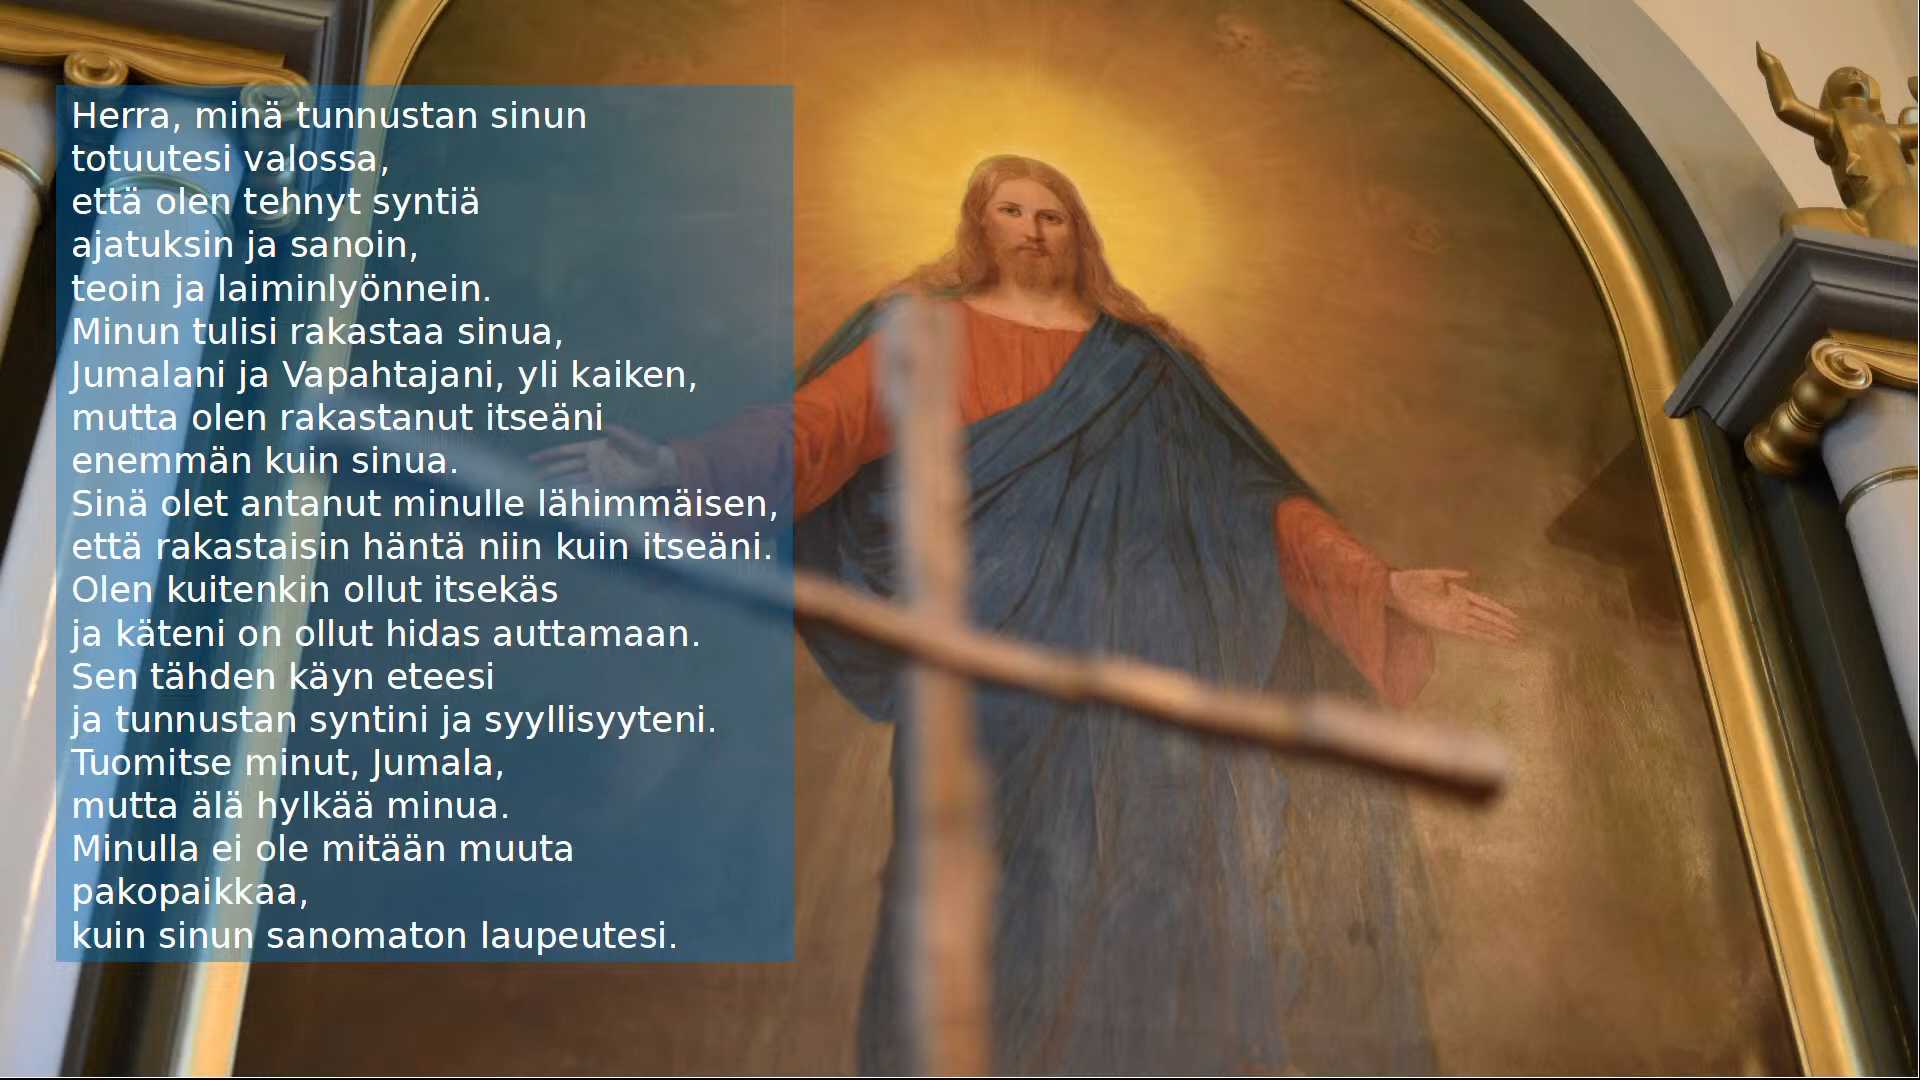 Herra, minä tunnustan sinun
totuutesi valossa,
että olen tehnyt syntiä
ajatuksin ja sanoin,
teoin ja laiminlyönnein.
Minun tulisi rakastaa sinua,
Jumalani ja Vapahtajani, yli kaiken,
mutta olen rakastanut itseäni
enemmän kuin sinua.
Sinä olet antanut minulle lähimmäisen,
että rakastaisin häntä niin kuin itseäni.
Olen kuitenkin ollut itsekäs
ja käteni on ollut hidas auttamaan.
Sen tähden käyn eteesi
ja tunnustan syntini ja syyllisyyteni.
Tuomitse minut, Jumala,
mutta älä hylkää minua.
Minulla ei ole mitään muuta
pakopaikkaa,
kuin sinun sanomaton laupeutesi.